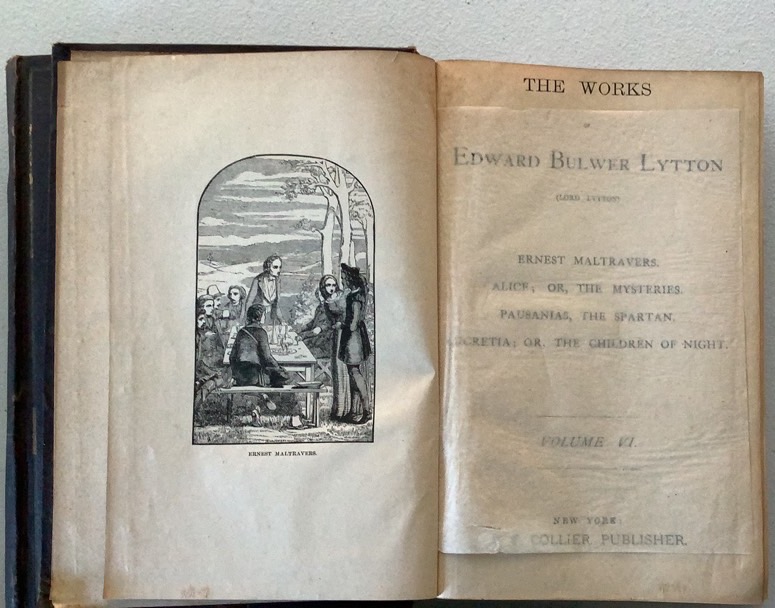 ERNEST MALTRAVERS.
THE WORKS
EDWARD BULWER LYTTON
(LORD LYTTON)
ERNEST MALTRAVERS.
ALICE; OR, THE MYSTERIES.
PAUSANIAS, THE SPARTAN.
CRETIA; OR, THE CHILDREN OF NIGHT.
VOLUME VI.
NEW YORK:
COLLIER PUBLISHER.